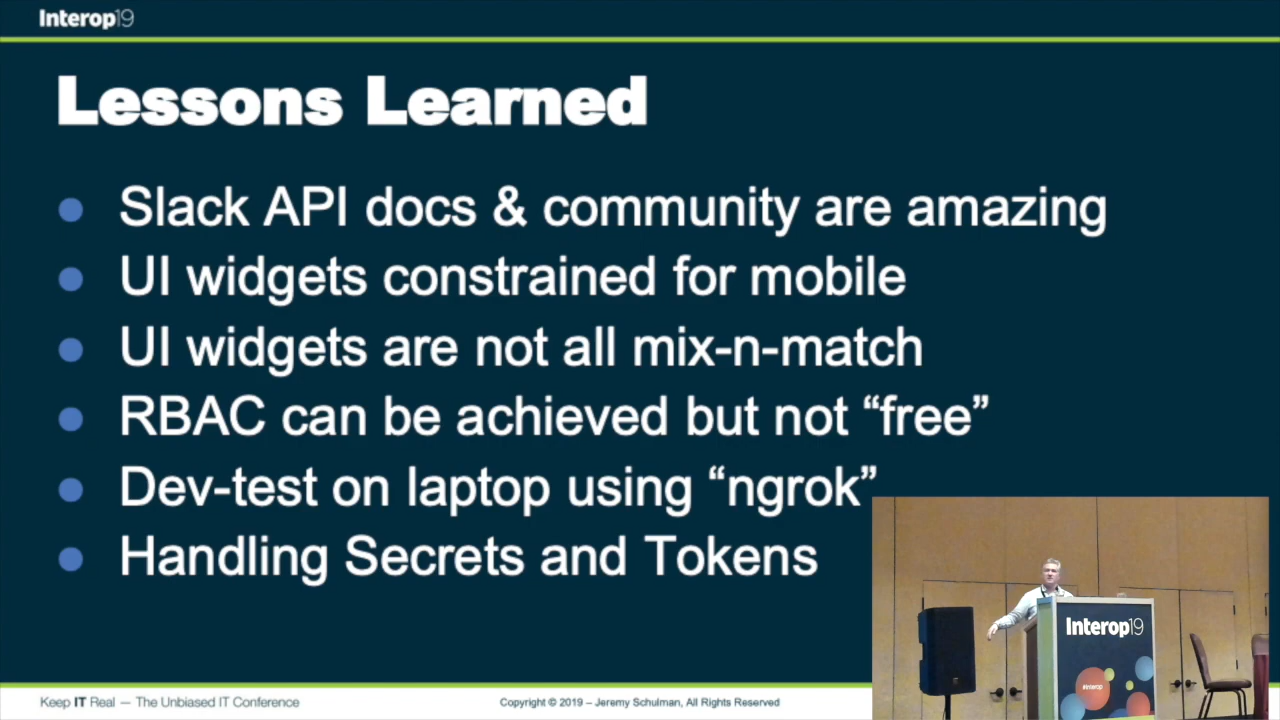 Interop19
Lessons Learned
Slack API docs & community are amazing
UI widgets constrained for mobile
UI widgets are not all mix-n-match
RBAC can be achieved but not “free”
Dev-test on laptop using “ngrok”
Handling Secrets and Tokens
Interop19
#interop
Keep IT Real — The Unbiased IT Conference
Copyright © 2019 – Jeremy Schulman, All Rights Reserved